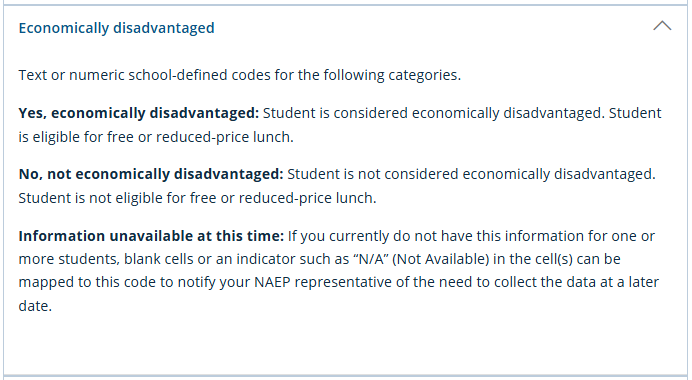 Economically disadvantaged
Text or numeric school-defined codes for the following categories.
Yes, economically disadvantaged: Student is considered economically disadvantaged. Student
is eligible for free or reduced-price lunch.
No, not economically disadvantaged: Student is not considered economically disadvantaged.
Student is not eligible for free or reduced-price lunch.
Information unavailable at this time: If you currently do not have this information for one or
more students, blank cells or an indicator such as “N/A” (Not Available) in the cell(s) can be
mapped to this code to notify your NAEP representative of the need to collect the data at a later
date.